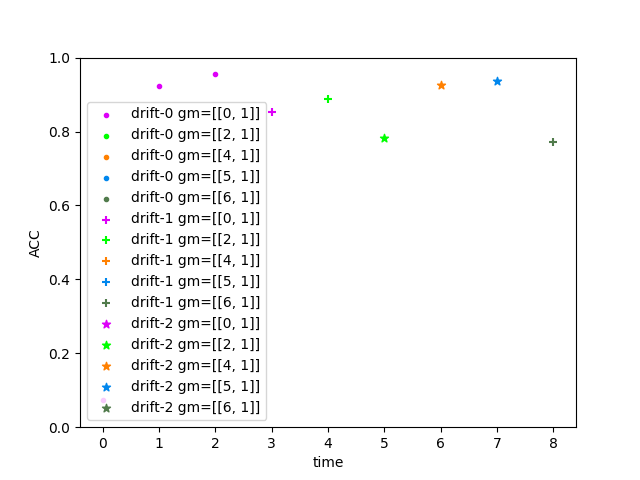 1.0
0.8
0.6
0.4
0.2
0.0
ACC
drift-0 gm=[[0, 1]]
drift-0 gm=[[2, 1]]
drift-0 gm=[[4, 1]]
drift-0 gm=[[5, 1]]
drift-0 gm=[[6, 1]]
drift-1 gm=[[0, 1]]
drift-1 gm=[[2, 1]]
drift-1 gm=[[4, 1]]
drift-1 gm=[[5, 1]]
drift-1 gm=[[6, 1]]
drift-2 gm=[[0, 1]]
drift-2 gm=[[2, 1]]
drift-2 gm=[[4, 1]]
drift-2 gm=[[5, 1]]
drift-2 gm=[[6, 1]]
0 1 2 3 4 5 6 7 8
time